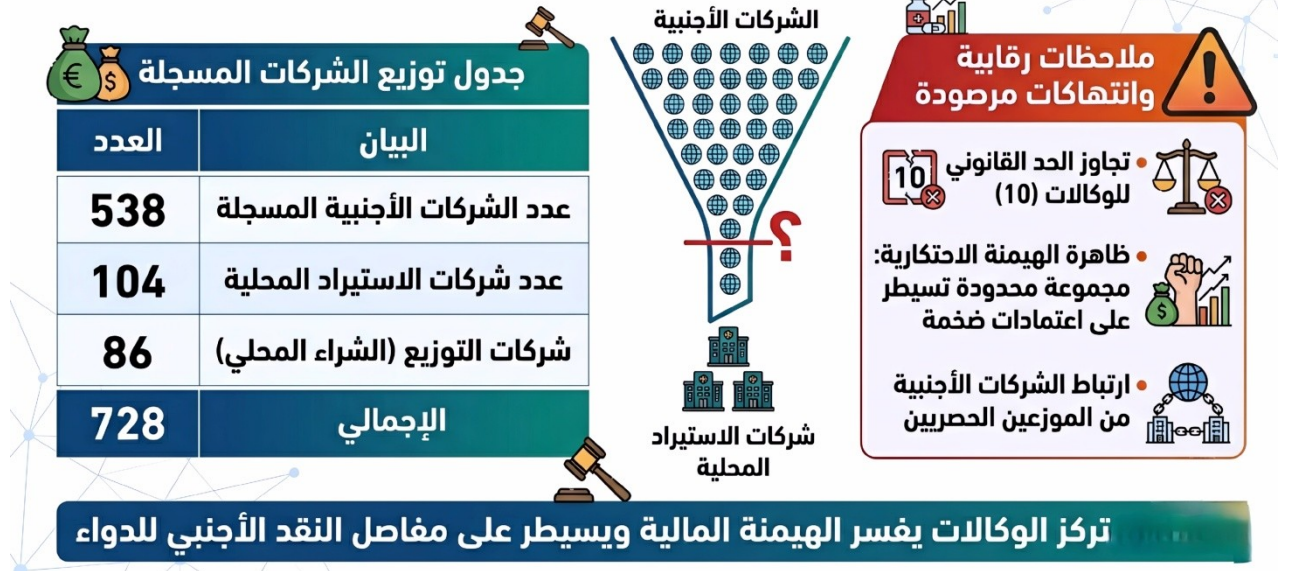 جدول توزيع الشركات المسجلة
البيان العدد
عدد الشركات الأجنبية المسجلة 538
عدد شركات الاستيراد المحلية 104
شركات التوزيع (الشراء المحلي) 86
الإجمالي 728
€ $
الشركات الأجنبية
؟
شركات الاستيراد
المحلية
ملاحظات رقابية
وانتهاكات مرصودة
!
• تجاوز الحد القانوني
للوكالات (10)
10
• ظاهرة الهيمنة الاحتكارية:
مجموعة محدودة تسيطر
على اعتمادات ضخمة
$
• ارتباط الشركات الأجنبية
من الموزعين الحصريين
تركز الوكالات يفسر الهيمنة المالية ويسيطر على مفاصل النقد الأجنبي للدواء